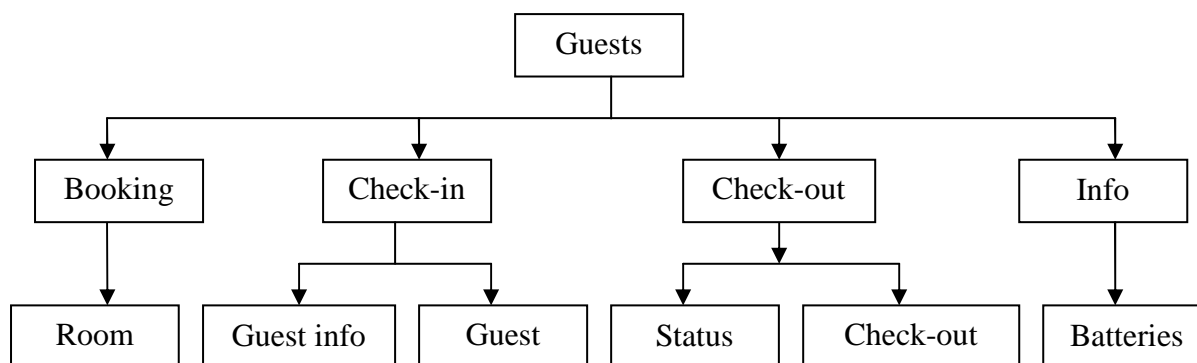 Guests
Booking
Check-in
Check-out
Info
Room
Guest info
Guest
Status
Check-out
Batteries